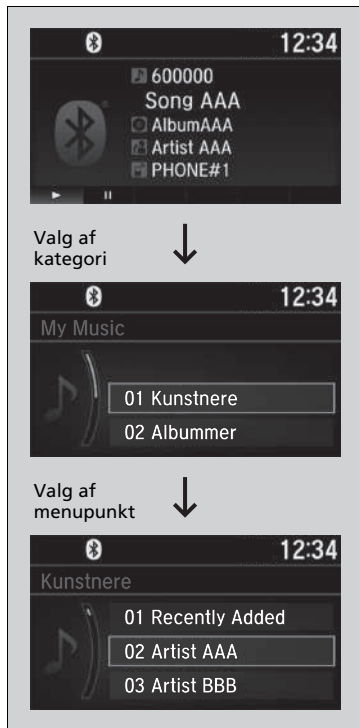 12:34
600000
Song AAA
AlbumAAA
Artist AAA
PHONE#1
Valg af
kategori
12:34
My Music
01 Kunstnere
02 Albummer
Valg af
menupunkt
12:34
Kunstnere
01 Recently Added
02 Artist AAA
03 Artist BBB